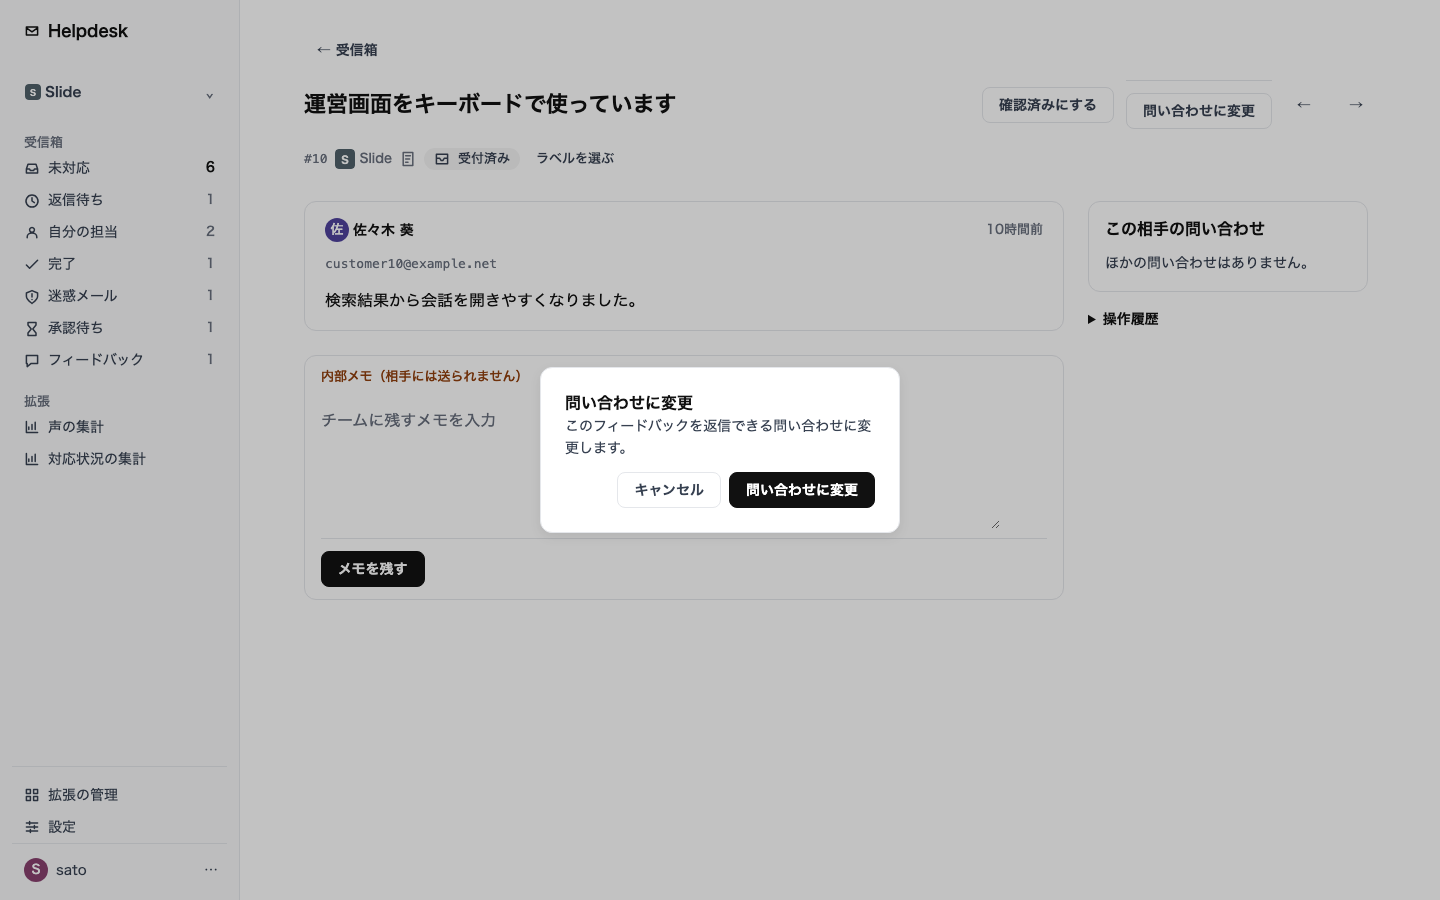 Helpdesk
S Slide
受信箱
未対応 6
返信待ち 1
自分の担当 2
完了 1
迷惑メール 1
承認待ち 1
フィードバック 1
拡張
声の集計
対応状況の集計
拡張の管理
設定
S sato ...
← 受信箱
運営画面をキーボードで使っています
確認済みにする
問い合わせに変更
← →
#10 S Slide 受付済み ラベルを選ぶ
佐 佐々木 葵 10時間前
customer10@example.net
検索結果から会話を開きやすくなりました。
内部メモ（相手には送られません）
チームに残すメモを入力
メモを残す
この相手の問い合わせ
ほかの問い合わせはありません。
▶ 操作履歴
問い合わせに変更
このフィードバックを返信できる問い合わせに変
更します。
キャンセル
問い合わせに変更